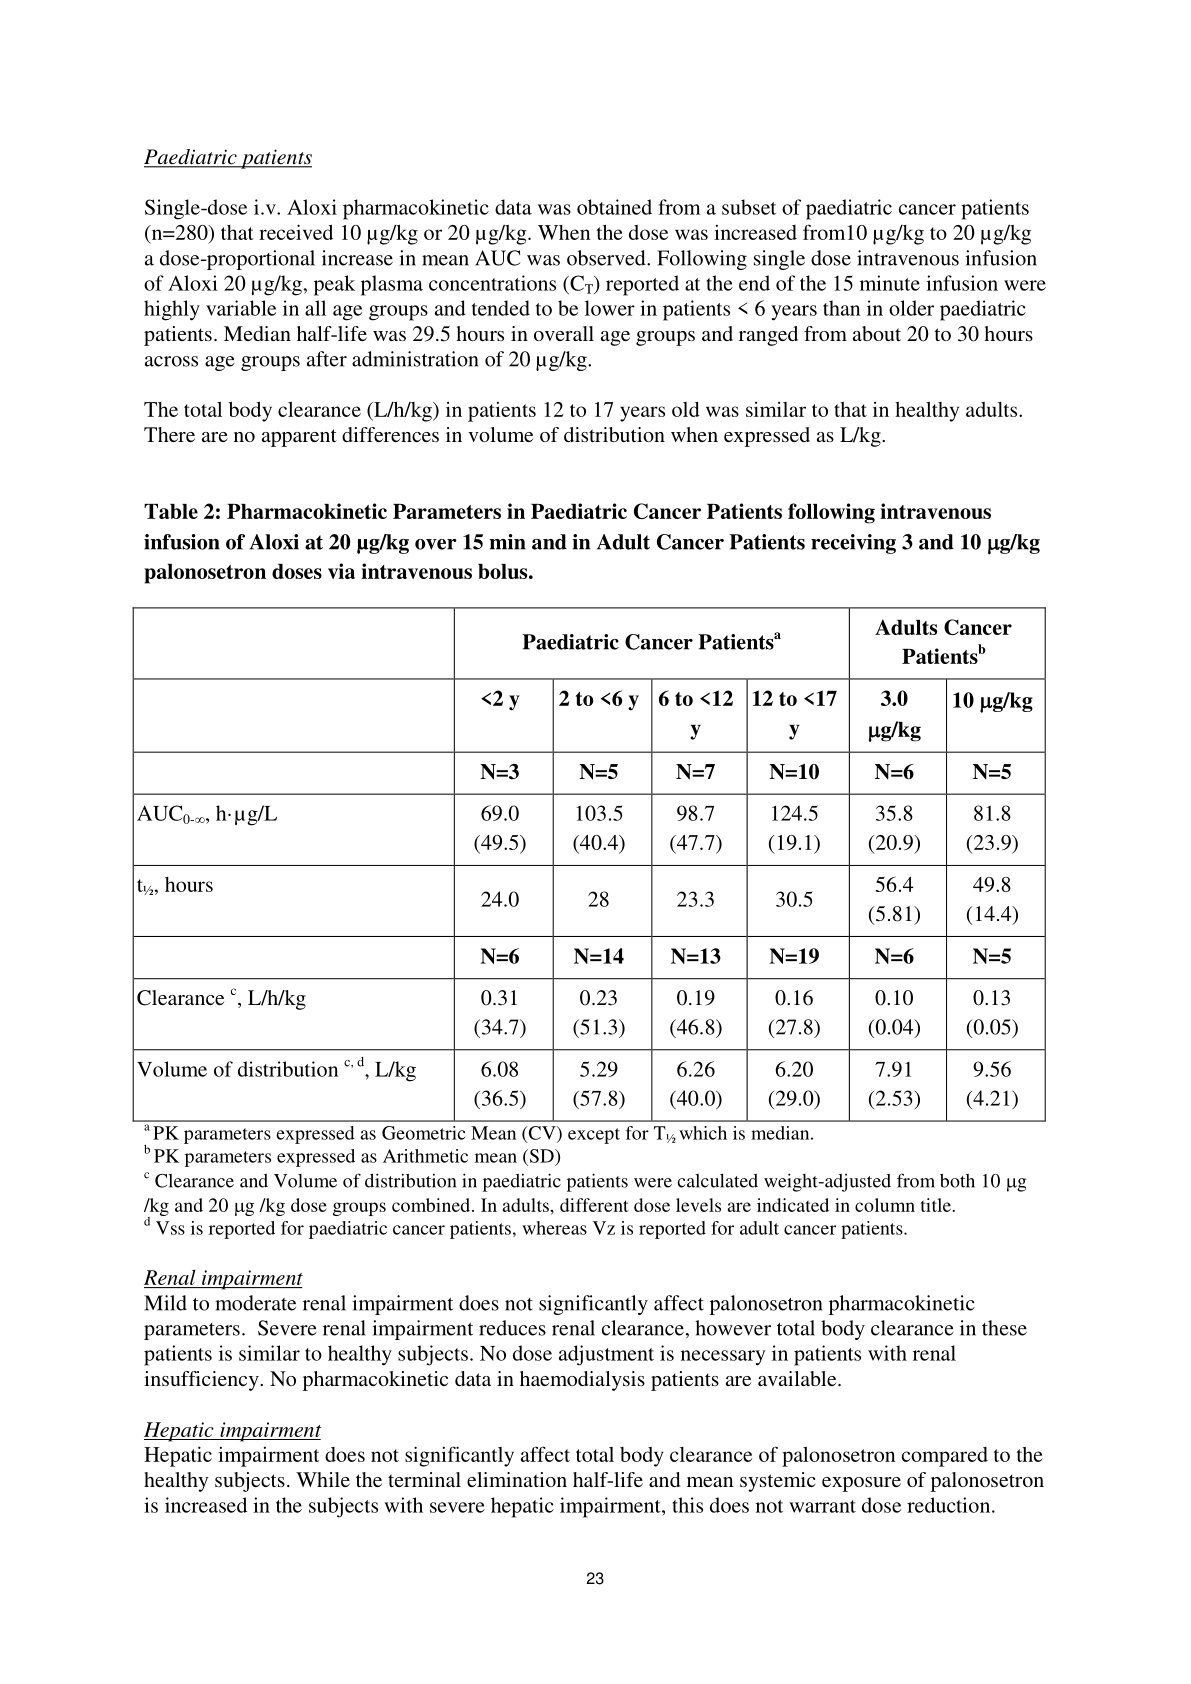 Paediatric patients
Single-dose i.v. Aloxi pharmacokinetic data was obtained from a subset of paediatric cancer patients
(n=280) that received 10 µg/kg or 20 µg/kg. When the dose was increased from10 µg/kg to 20 µg/kg
a dose-proportional increase in mean AUC was observed. Following single dose intravenous infusion
of Aloxi 20 µg/kg, peak plasma concentrations (CT) reported at the end of the 15 minute infusion were
highly variable in all age groups and tended to be lower in patients < 6 years than in older paediatric
patients. Median half-life was 29.5 hours in overall age groups and ranged from about 20 to 30 hours
across age groups after administration of 20 µg/kg.
The total body clearance (L/h/kg) in patients 12 to 17 years old was similar to that in healthy adults.
There are no apparent differences in volume of distribution when expressed as L/kg.
Table 2: Pharmacokinetic Parameters in Paediatric Cancer Patients following intravenous
infusion of Aloxi at 20 µg/kg over 15 min and in Adult Cancer Patients receiving 3 and 10 µg/kg
palonosetron doses via intravenous bolus.
Paediatric Cancer Patients^a Adults Cancer
Patients^b
<2 y 2 to <6 y 6 to <12 12 to <17 3.0 10 µg/kg
y y µg/kg
N=3 N=5 N=7 N=10 N=6 N=5
AUC0-∞, h·µg/L 69.0 103.5 98.7 124.5 35.8 81.8
(49.5) (40.4) (47.7) (19.1) (20.9) (23.9)
t½, hours 24.0 28 23.3 30.5 56.4 49.8
(5.81) (14.4)
N=6 N=14 N=13 N=19 N=6 N=5
Clearance ^c, L/h/kg 0.31 0.23 0.19 0.16 0.10 0.13
(34.7) (51.3) (46.8) (27.8) (0.04) (0.05)
Volume of distribution ^c, d, L/kg 6.08 5.29 6.26 6.20 7.91 9.56
(36.5) (57.8) (40.0) (29.0) (2.53) (4.21)
^a PK parameters expressed as Geometric Mean (CV) except for T½ which is median.
^b PK parameters expressed as Arithmetic mean (SD)
^c Clearance and Volume of distribution in paediatric patients were calculated weight-adjusted from both 10 µg
/kg and 20 µg /kg dose groups combined. In adults, different dose levels are indicated in column title.
^d Vss is reported for paediatric cancer patients, whereas Vz is reported for adult cancer patients.
Renal impairment
Mild to moderate renal impairment does not significantly affect palonosetron pharmacokinetic
parameters.  Severe renal impairment reduces renal clearance, however total body clearance in these
patients is similar to healthy subjects. No dose adjustment is necessary in patients with renal
insufficiency. No pharmacokinetic data in haemodialysis patients are available.
Hepatic impairment
Hepatic impairment does not significantly affect total body clearance of palonosetron compared to the
healthy subjects. While the terminal elimination half-life and mean systemic exposure of palonosetron
is increased in the subjects with severe hepatic impairment, this does not warrant dose reduction.
23